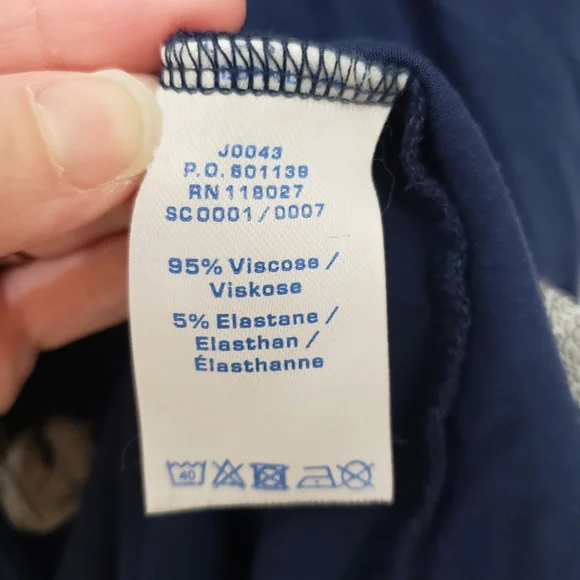 J0043
P.O. 601139
RN 118027
SC0001/0007
95% Viscose /
Viskose
5% Elastane /
Elasthan /
Élasthanne
40